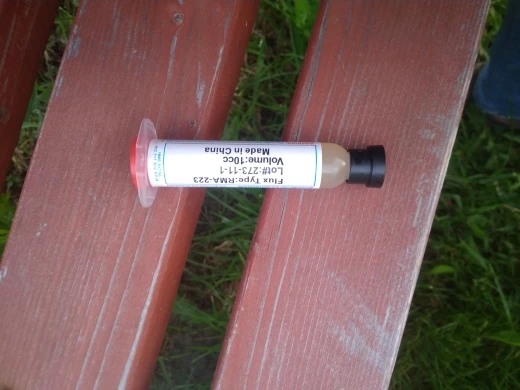 Flux Type:RMA-223
Lot#:273-11-1
Volume:10cc
Made in China